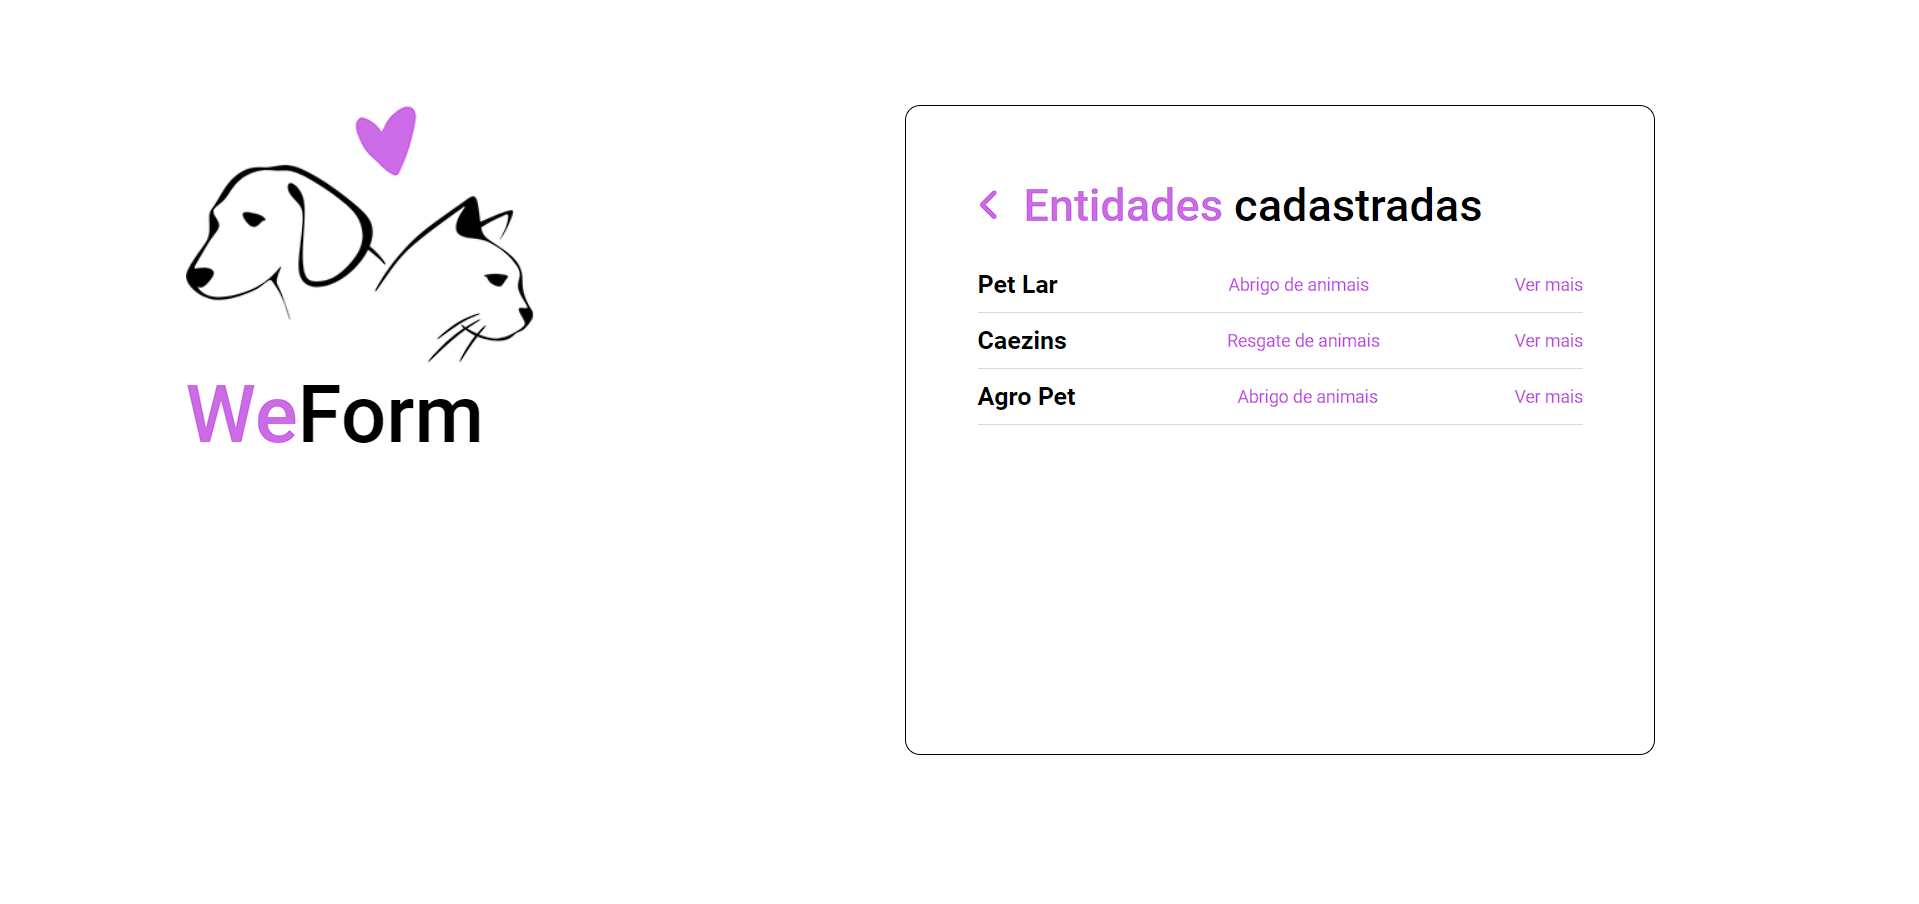 WeForm
Entidades cadastradas
Pet Lar Abrigo de animais Ver mais
Caezins Resgate de animais Ver mais
Agro Pet Abrigo de animais Ver mais